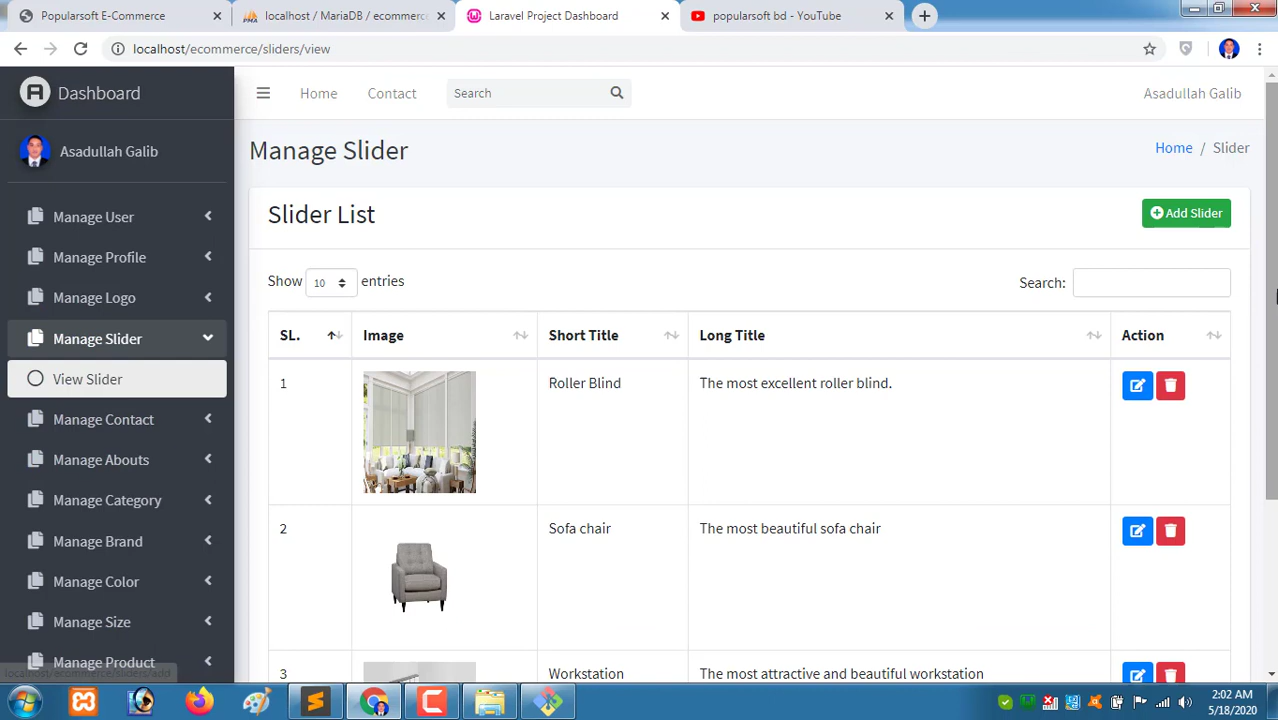 Popularsoft E-Commerce
localhost / MariaDB / ecommerc
Laravel Project Dashboard
popularsoft bd - YouTube
localhost/ecommerce/sliders/view
Dashboard
Home
Contact
Search
Asadullah Galib
Asadullah Galib
Manage User
Manage Profile
Manage Logo
Manage Slider
View Slider
Manage Contact
Manage Abouts
Manage Category
Manage Brand
Manage Color
Manage Size
Manage Product
localhost/ecommerce/sliders/add
Manage Slider
Home / Slider
Slider List
Add Slider
Show 10 entries
Search:
SL. Image Short Title Long Title Action
1 Roller Blind The most excellent roller blind.
2 Sofa chair The most beautiful sofa chair
3 Workstation The most attractive and beautiful workstation
2:02 AM
5/18/2020